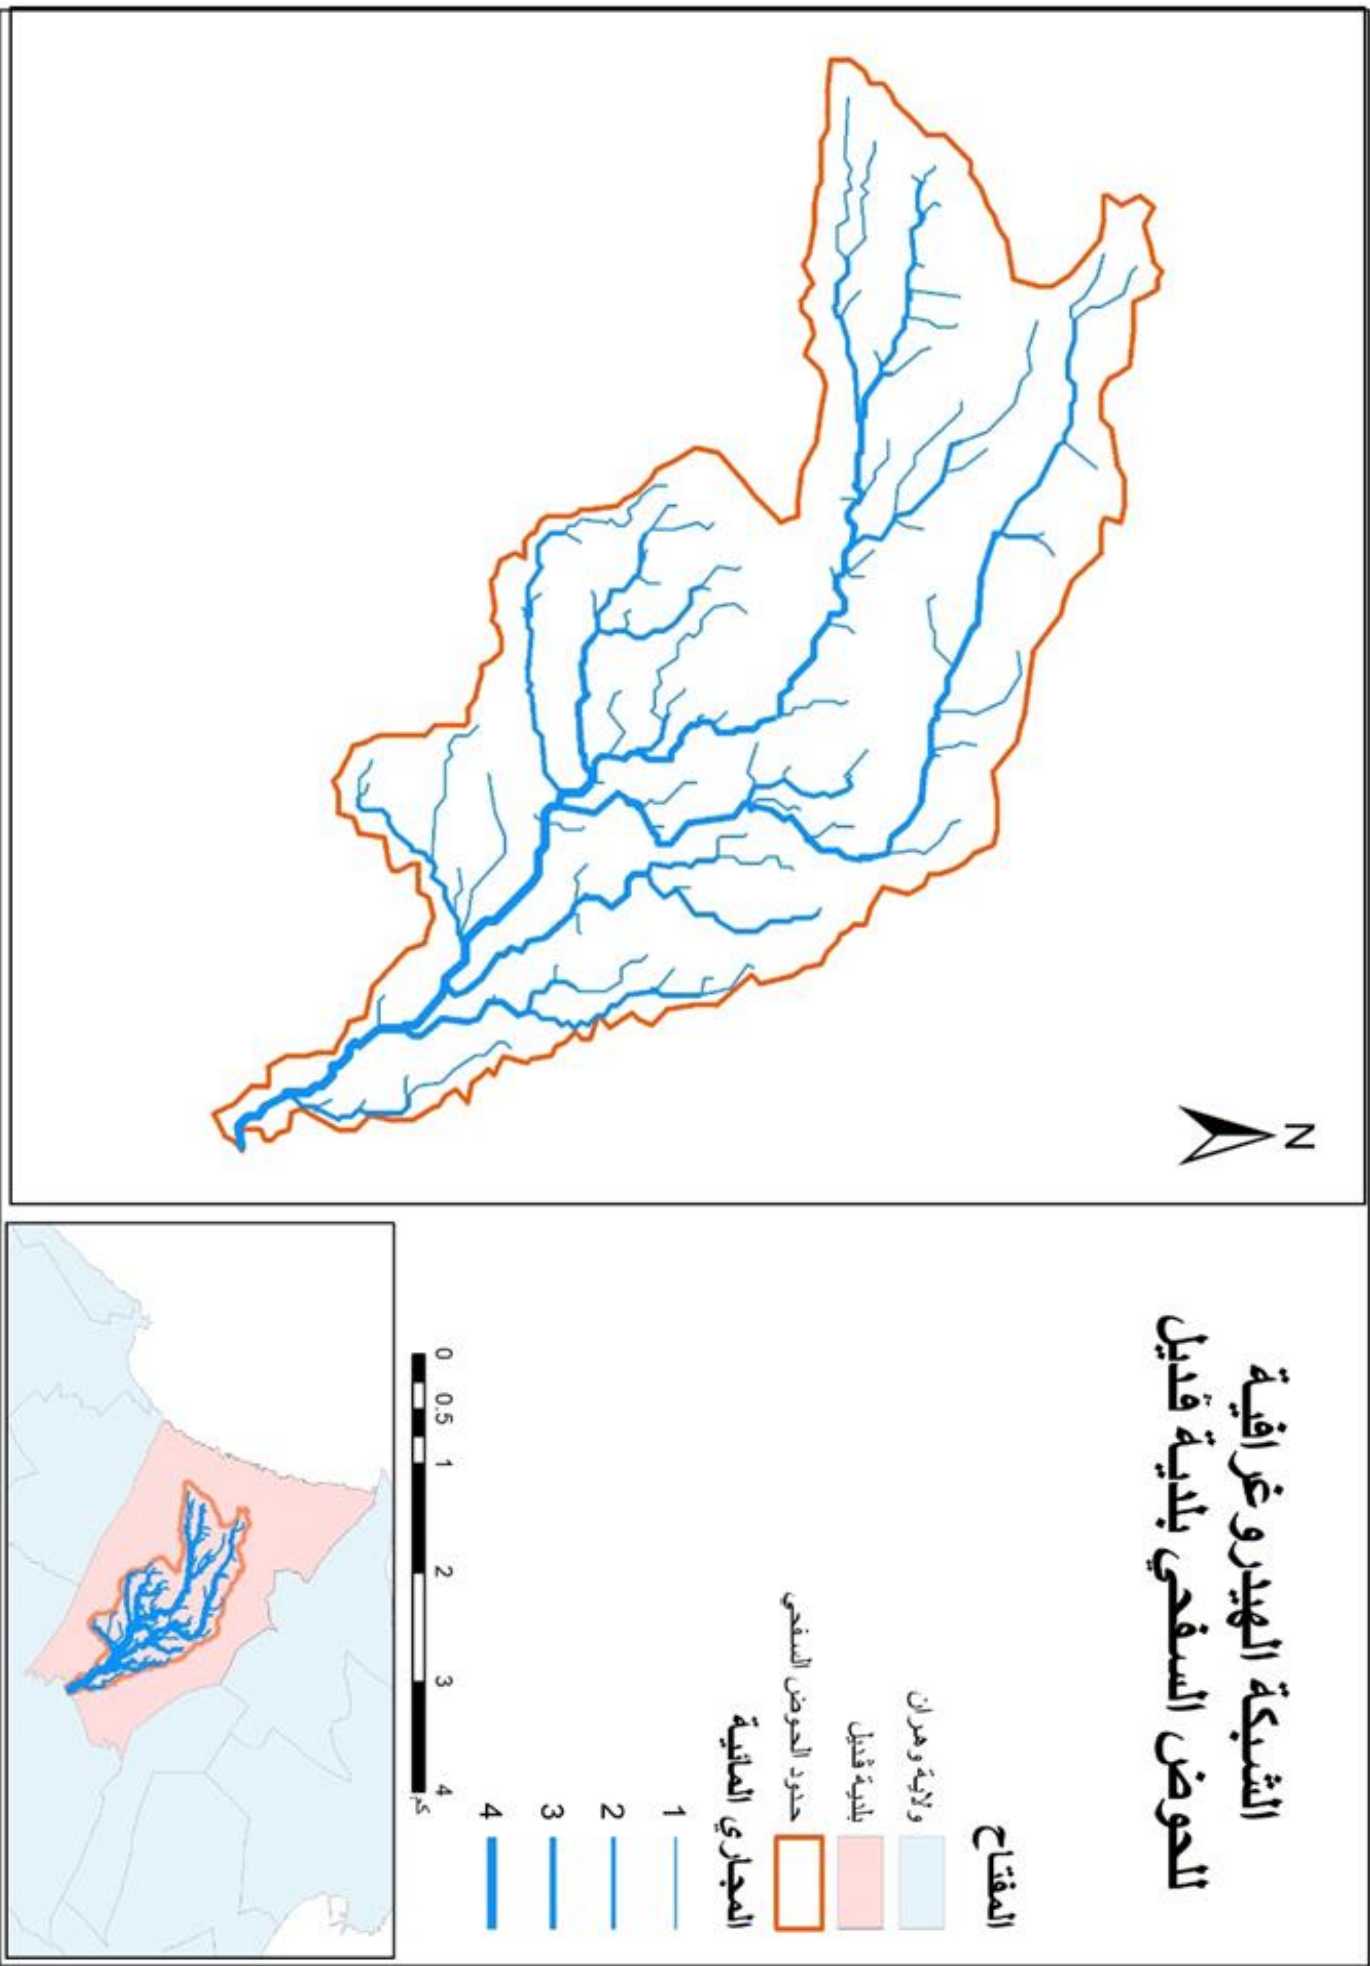 الشبكة الهيدروغرافية
للحوض السفحي بلدية قديل
N
المفتاح
ولاية وهران
بلدية قديل
حدود الحوض السفحي
المجاري المائية
1
2
3
4
0 0.5 1 2 3 4
كم